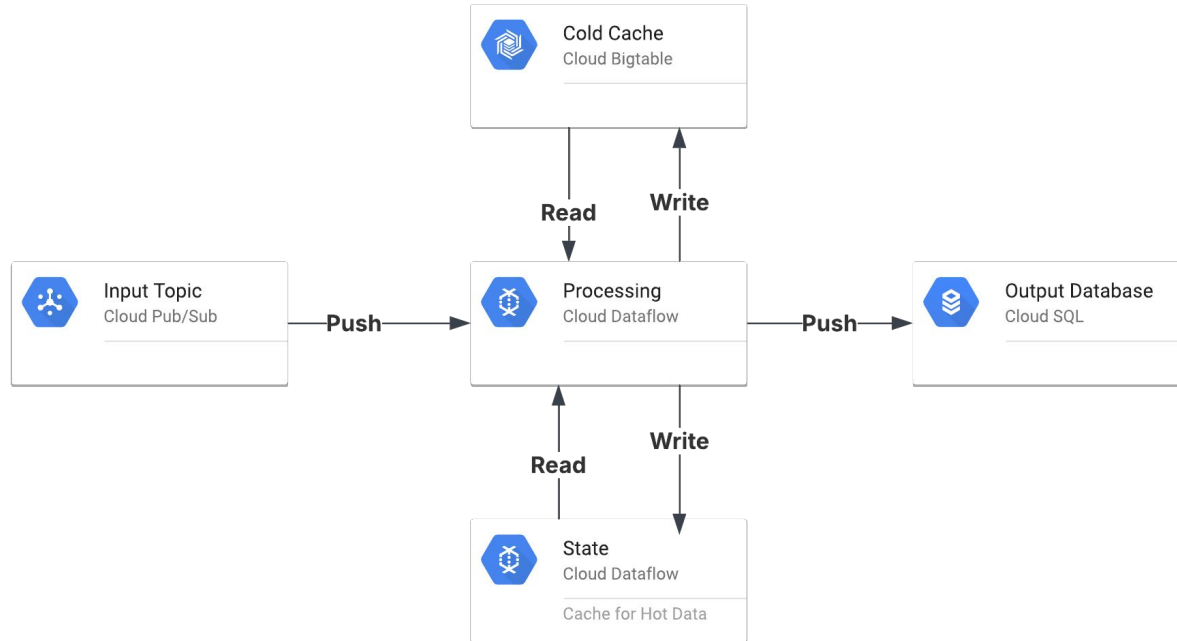 Cold Cache
Cloud Bigtable
Read
Write
Input Topic
Cloud Pub/Sub
Push
Processing
Cloud Dataflow
Push
Output Database
Cloud SQL
Read
Write
State
Cloud Dataflow
Cache for Hot Data